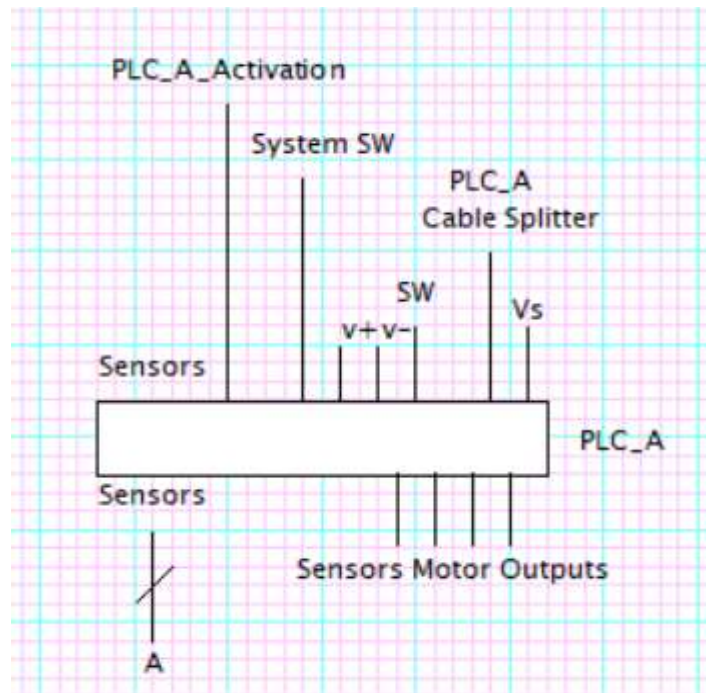 PLC_A_Activation
System SW
PLC_A
Cable Splitter
SW
Vs
v+ v-
Sensors
PLC_A
Sensors
Sensors Motor Outputs
A